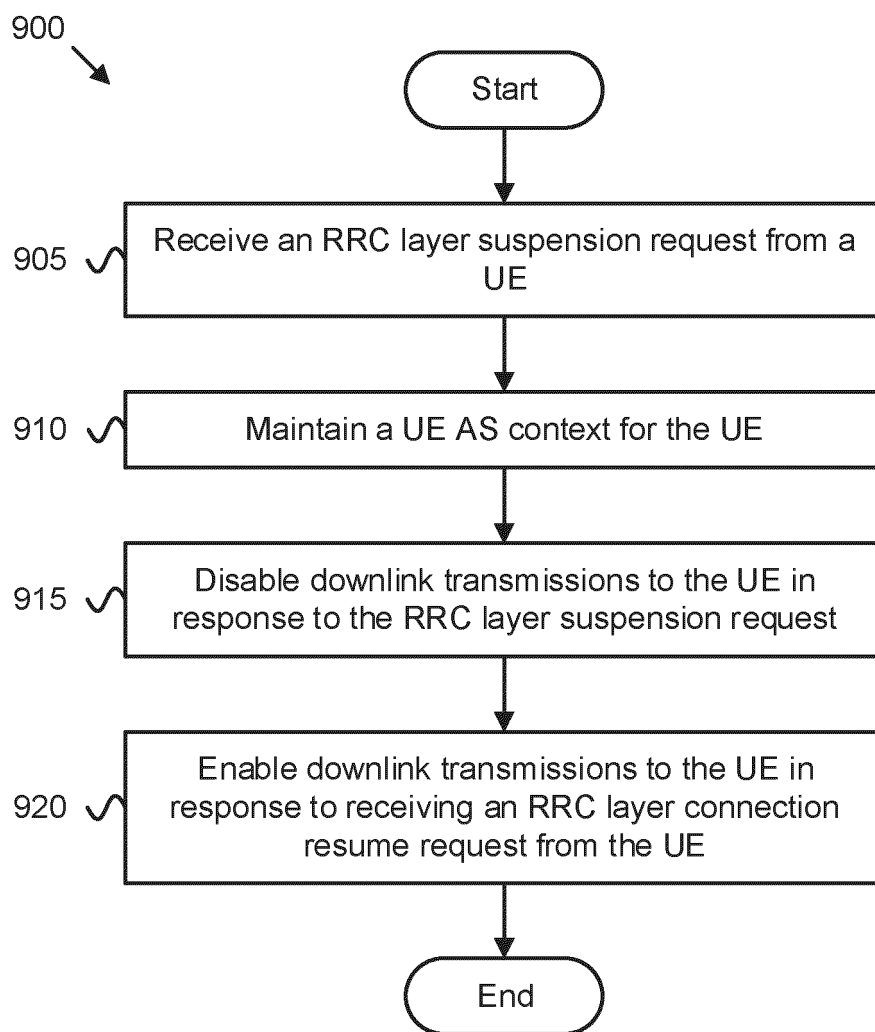 900
Start
905
Receive an RRC layer suspension request from a
UE
910
Maintain a UE AS context for the UE
915
Disable downlink transmissions to the UE in
response to the RRC layer suspension request
920
Enable downlink transmissions to the UE in
response to receiving an RRC layer connection
resume request from the UE
End